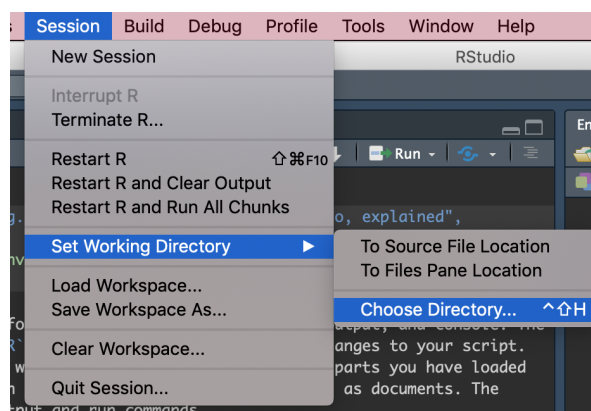 Session Build Debug Profile Tools Window Help
New Session
RStudio
Interrupt R
Terminate R...
Restart R ⇧⌘F10
Run
Restart R and Clear Output
Restart R and Run All Chunks
o, explained",
Set Working Directory ▶
To Source File Location
To Files Pane Location
Load Workspace...
Save Workspace As...
Choose Directory... ^⇧H
Clear Workspace...
anges to your script.
parts you have loaded
Quit Session...
as documents. The